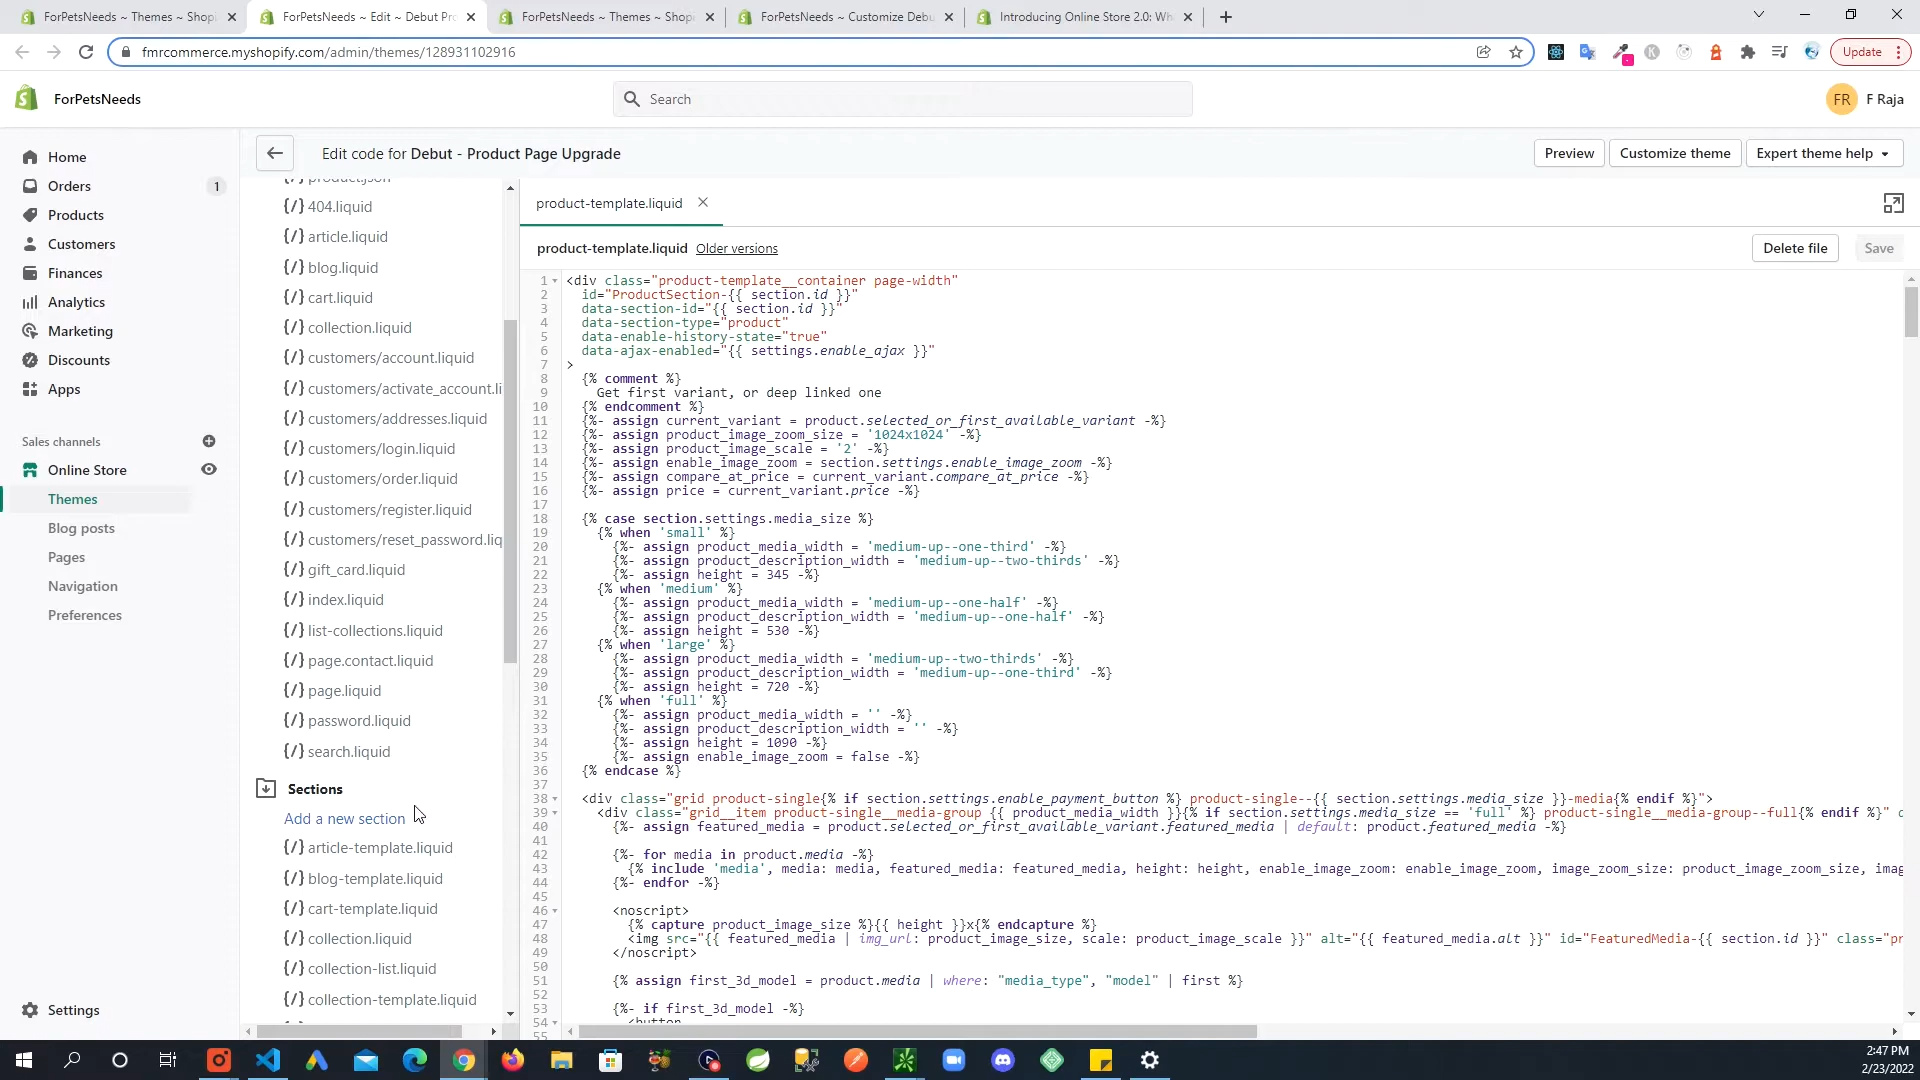 ForPetsNeeds ~ Themes ~ Shopi
ForPetsNeeds ~ Edit ~ Debut Pro
ForPetsNeeds ~ Themes ~ Shopi
ForPetsNeeds ~ Customize Debu
Introducing Online Store 2.0: Wh
fmrcommerce.myshopify.com/admin/themes/128931102916
Update
ForPetsNeeds
Search
FR F Raja
Home
Orders 1
Products
Customers
Finances
Analytics
Marketing
Discounts
Apps
Sales channels
Online Store
Themes
Blog posts
Pages
Navigation
Preferences
Settings
Edit code for Debut - Product Page Upgrade
Preview
Customize theme
Expert theme help
{/} product.json
{/} 404.liquid
{/} article.liquid
{/} blog.liquid
{/} cart.liquid
{/} collection.liquid
{/} customers/account.liquid
{/} customers/activate_account.li
{/} customers/addresses.liquid
{/} customers/login.liquid
{/} customers/order.liquid
{/} customers/register.liquid
{/} customers/reset_password.liq
{/} gift_card.liquid
{/} index.liquid
{/} list-collections.liquid
{/} page.contact.liquid
{/} page.liquid
{/} password.liquid
{/} search.liquid
Sections
Add a new section
{/} article-template.liquid
{/} blog-template.liquid
{/} cart-template.liquid
{/} collection.liquid
{/} collection-list.liquid
{/} collection-template.liquid
product-template.liquid
product-template.liquid Older versions
Delete file
Save
1 <div class="product-template__container page-width"
2 id="ProductSection-{{ section.id }}"
3 data-section-id="{{ section.id }}"
4 data-section-type="product"
5 data-enable-history-state="true"
6 data-ajax-enabled="{{ settings.enable_ajax }}"
7 >
8 {% comment %}
9 Get first variant, or deep linked one
10 {% endcomment %}
11 {%- assign current_variant = product.selected_or_first_available_variant -%}
12 {%- assign product_image_zoom_size = '1024x1024' -%}
13 {%- assign product_image_scale = '2' -%}
14 {%- assign enable_image_zoom = section.settings.enable_image_zoom -%}
15 {%- assign compare_at_price = current_variant.compare_at_price -%}
16 {%- assign price = current_variant.price -%}
17
18 {% case section.settings.media_size %}
19 {% when 'small' %}
20 {%- assign product_media_width = 'medium-up--one-third' -%}
21 {%- assign product_description_width = 'medium-up--two-thirds' -%}
22 {%- assign height = 345 -%}
23 {% when 'medium' %}
24 {%- assign product_media_width = 'medium-up--one-half' -%}
25 {%- assign product_description_width = 'medium-up--one-half' -%}
26 {%- assign height = 530 -%}
27 {% when 'large' %}
28 {%- assign product_media_width = 'medium-up--two-thirds' -%}
29 {%- assign product_description_width = 'medium-up--one-third' -%}
30 {%- assign height = 720 -%}
31 {% when 'full' %}
32 {%- assign product_media_width = '' -%}
33 {%- assign product_description_width = '' -%}
34 {%- assign height = 1090 -%}
35 {%- assign enable_image_zoom = false -%}
36 {% endcase %}
37
38 <div class="grid product-single{% if section.settings.enable_payment_button %} product-single--{{ section.settings.media_size }}-media{% endif %}">
39 <div class="grid__item product-single__media-group {{ product_media_width }}{% if section.settings.media_size == 'full' %} product-single__media-group--full{% endif %}"
40 {%- assign featured_media = product.selected_or_first_available_variant.featured_media | default: product.featured_media -%}
41
42 {%- for media in product.media -%}
43 {% include 'media', media: media, featured_media: featured_media, height: height, enable_image_zoom: enable_image_zoom, image_zoom_size: product_image_zoom_size, imag
44 {%- endfor -%}
45
46 <noscript>
47 {% capture product_image_size %}{{ height }}x{% endcapture %}
48 <img src="{{ featured_media | img_url: product_image_size, scale: product_image_scale }}" alt="{{ featured_media.alt }}" id="FeaturedMedia-{{ section.id }}" class="pr
49 </noscript>
50
51 {% assign first_3d_model = product.media | where: "media_type", "model" | first %}
52
53 {%- if first_3d_model -%}
54 <button
55
2:47 PM
2/23/2022